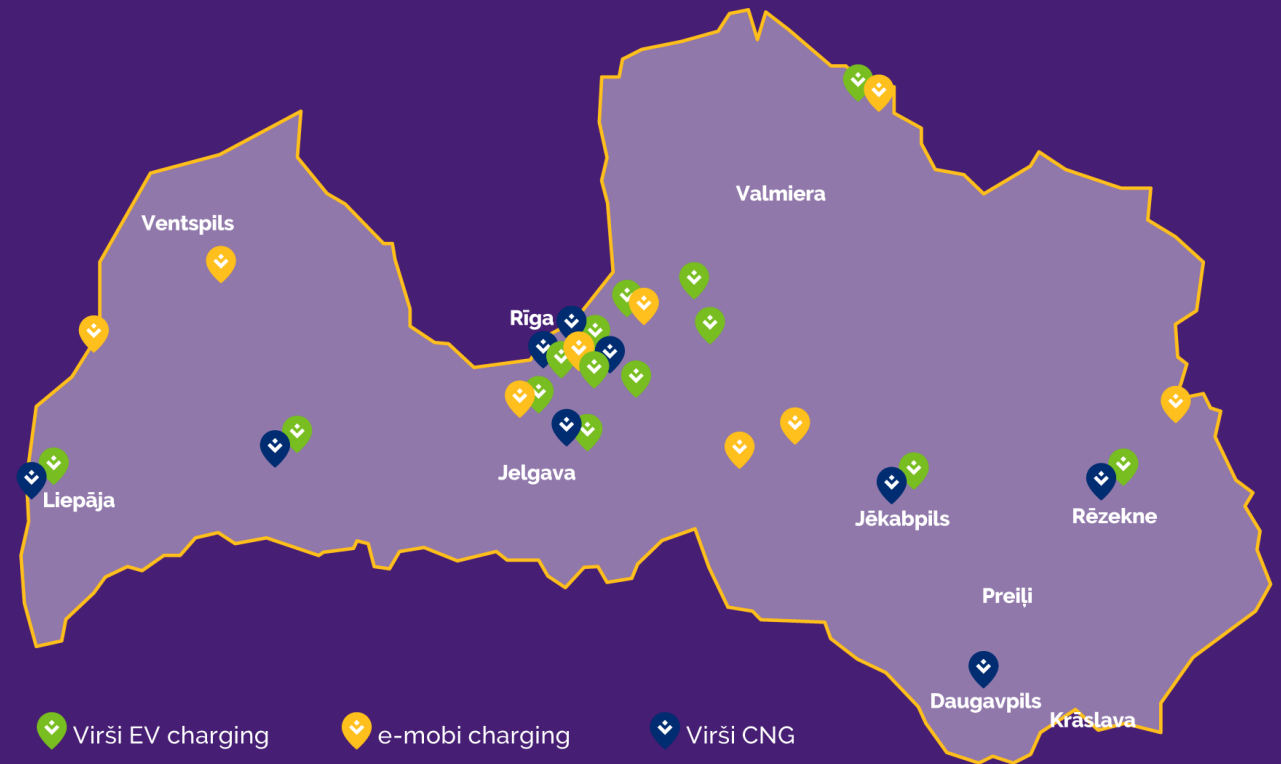 Valmiera
Ventspils
Rīga
Jelgava
Liepāja
Jēkabpils
Rēzekne
Preiļi
Daugavpils
Krāslava
Virši EV charging
e-mobi charging
Virši CNG